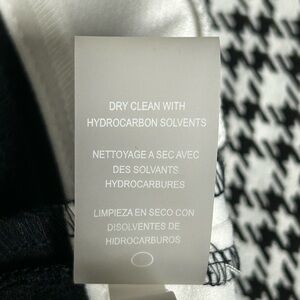 DRY CLEAN WITH
HYDROCARBON SOLVENTS
NETTOYAGE A SEC AVEC
DES SOLVANTS
HYDROCARBURES
LIMPIEZA EN SECO CON
DISOLVENTES DE
HIDROCARBUROS